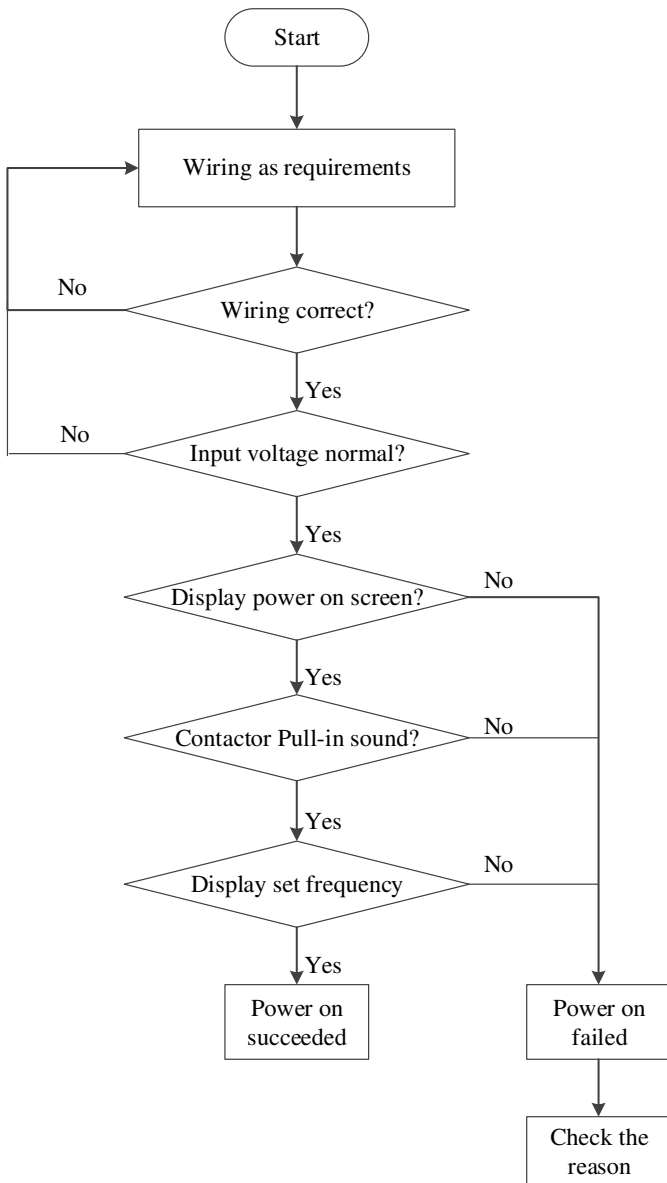 Start
Wiring as requirements
No
Wiring correct?
Yes
No
Input voltage normal?
Yes
No
Display power on screen?
Yes
Contactor Pull-in sound?
No
Yes
No
Display set frequency
Yes
Power on
succeeded
Power on
failed
Check the
reason